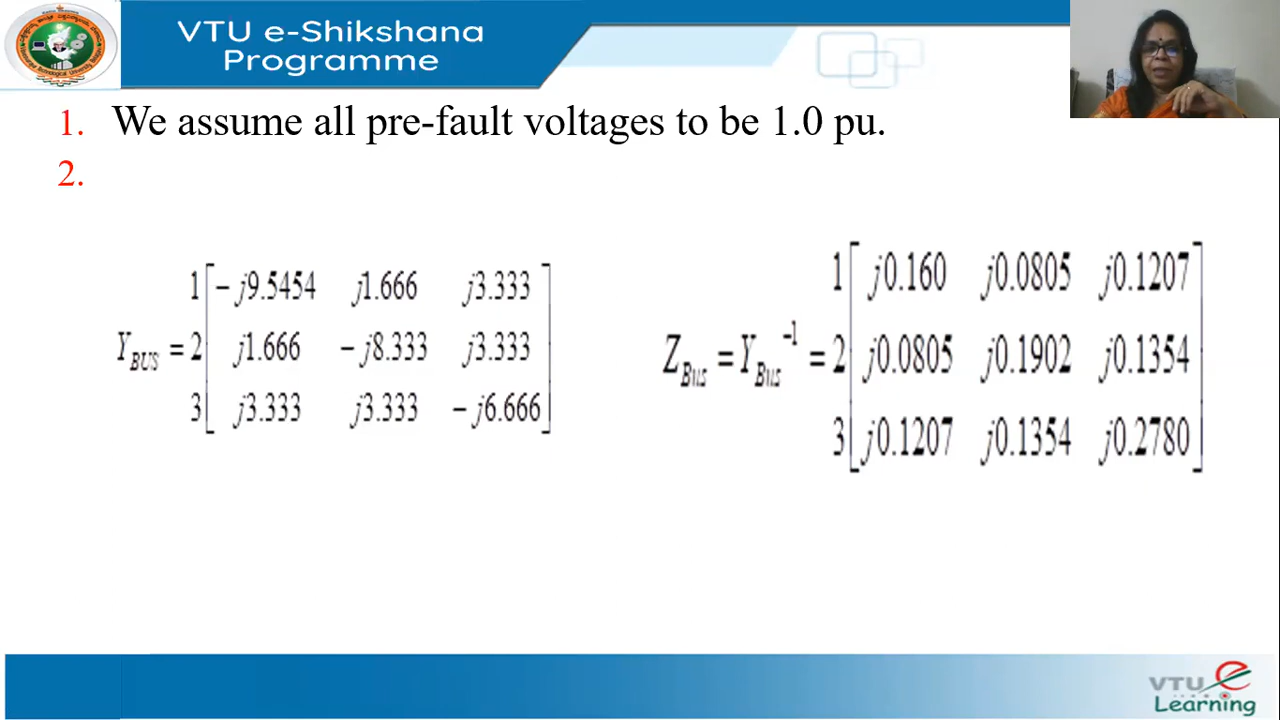 VTU e-Shikshana
Programme
1. We assume all pre-fault voltages to be 1.0 pu.
2.
1 -j9.5454 j1.666 j3.333
Y_BUS = 2 j1.666 -j8.333 j3.333
3 j3.333 j3.333 -j6.666
1 j0.160 j0.0805 j0.1207
Z_Bus = Y_Bus^-1 = 2 j0.0805 j0.1902 j0.1354
3 j0.1207 j0.1354 j0.2780
VTU e
Learning